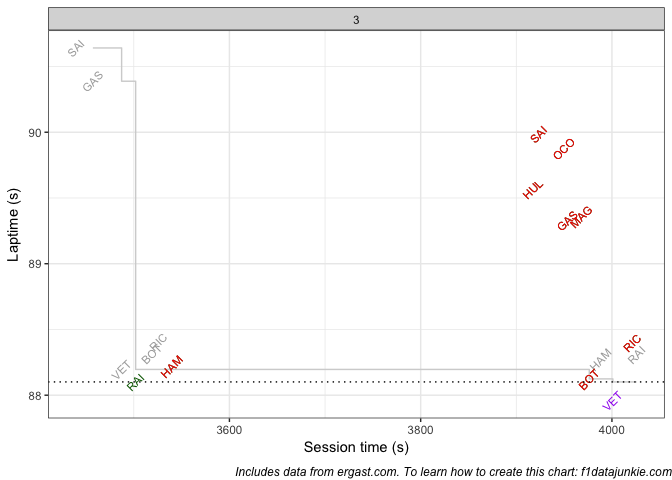 3
SAI
GAS
90
SAI
OCO
HUL
GAS
MAG
Laptime (s)
89
RIC
BOT
VET
HAM
RAI
RIC
HAM
RAI
BOT
88
VET
3600
3800
4000
Session time (s)
Includes data from ergast.com. To learn how to create this chart: f1datajunkie.com